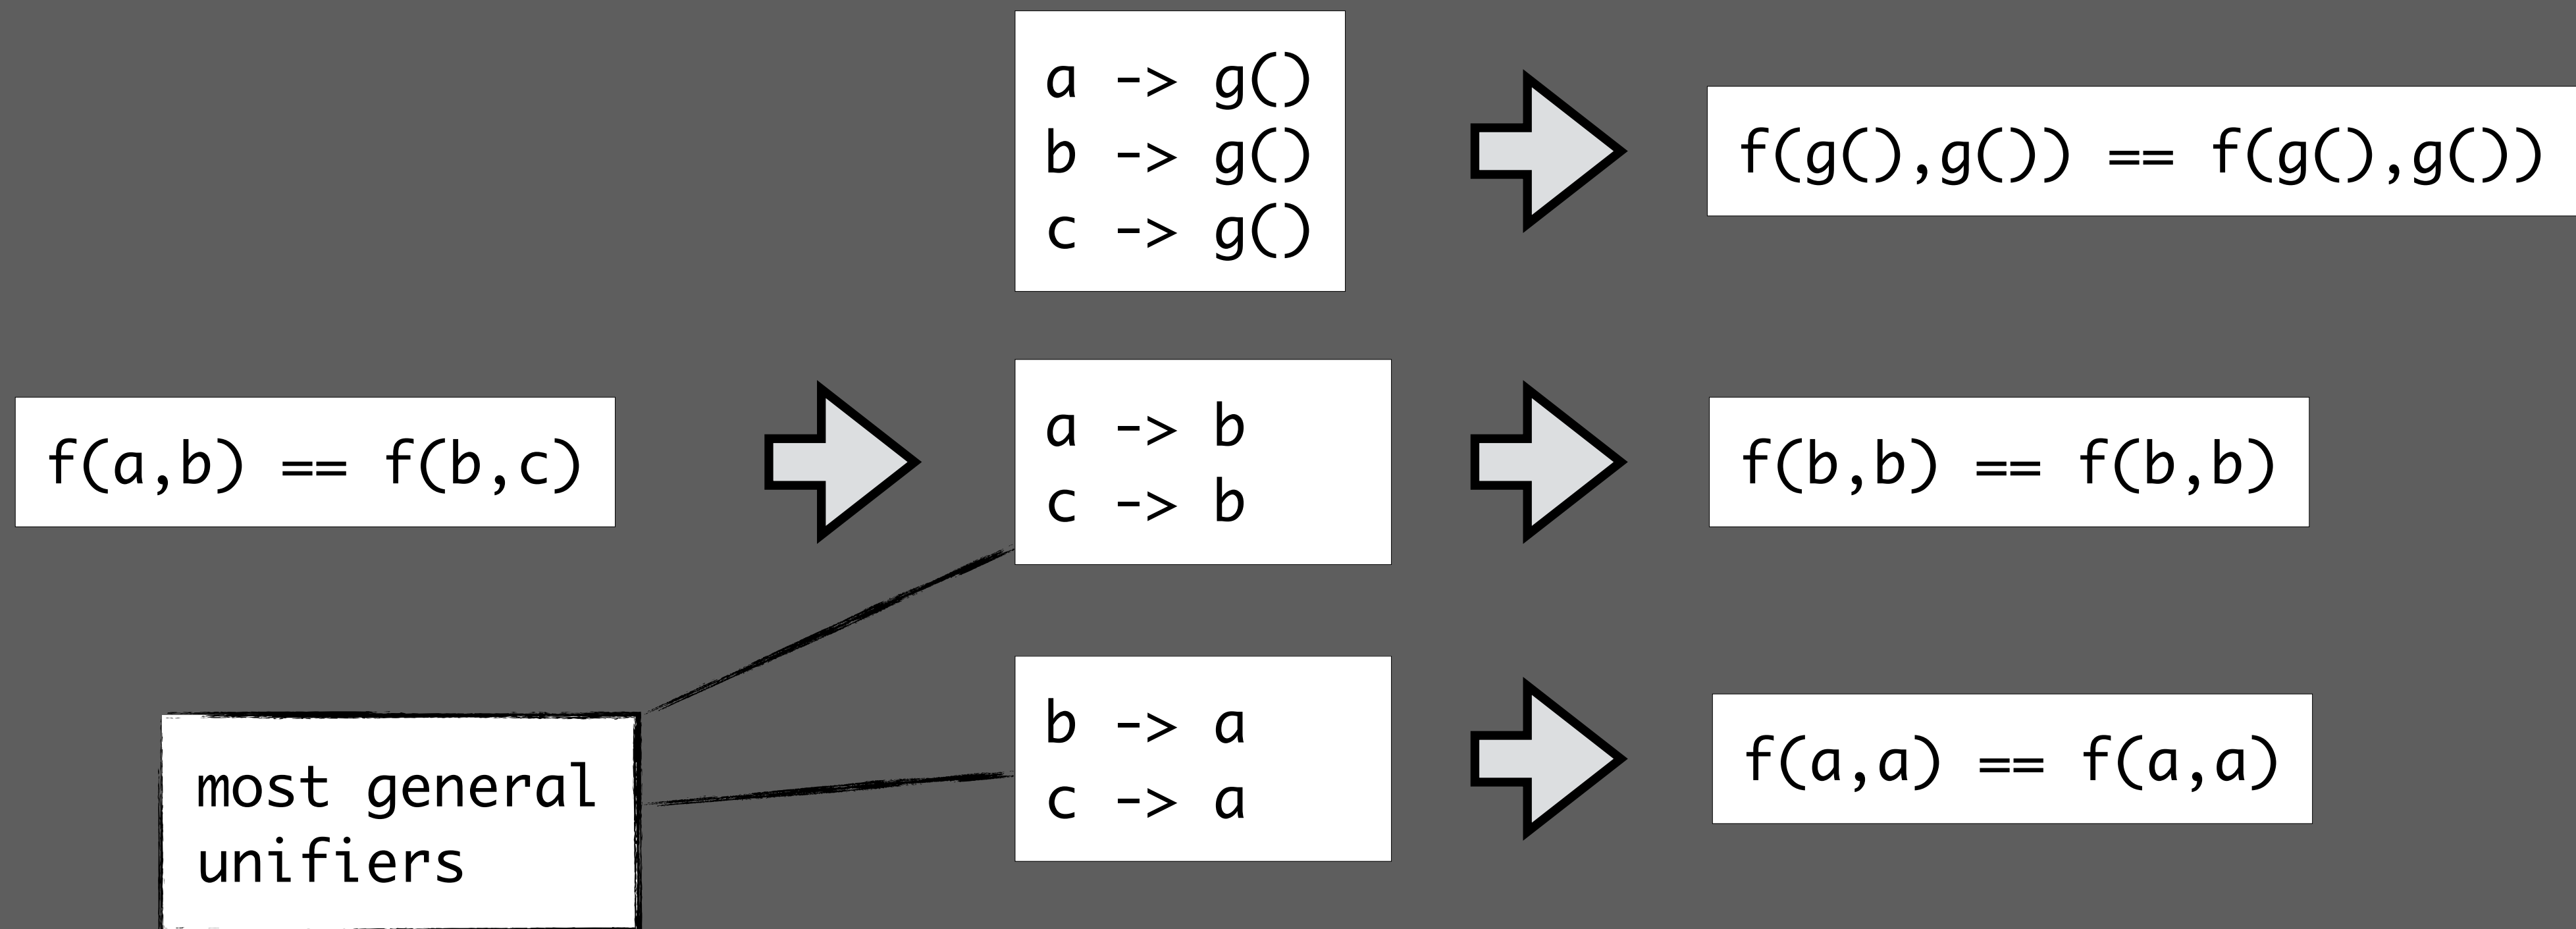 a -> g()
b -> g()
c -> g()
f(g(),g()) == f(g(),g())
f(a,b) == f(b,c)
a -> b
c -> b
f(b,b) == f(b,b)
most general
unifiers
b -> a
c -> a
f(a,a) == f(a,a)